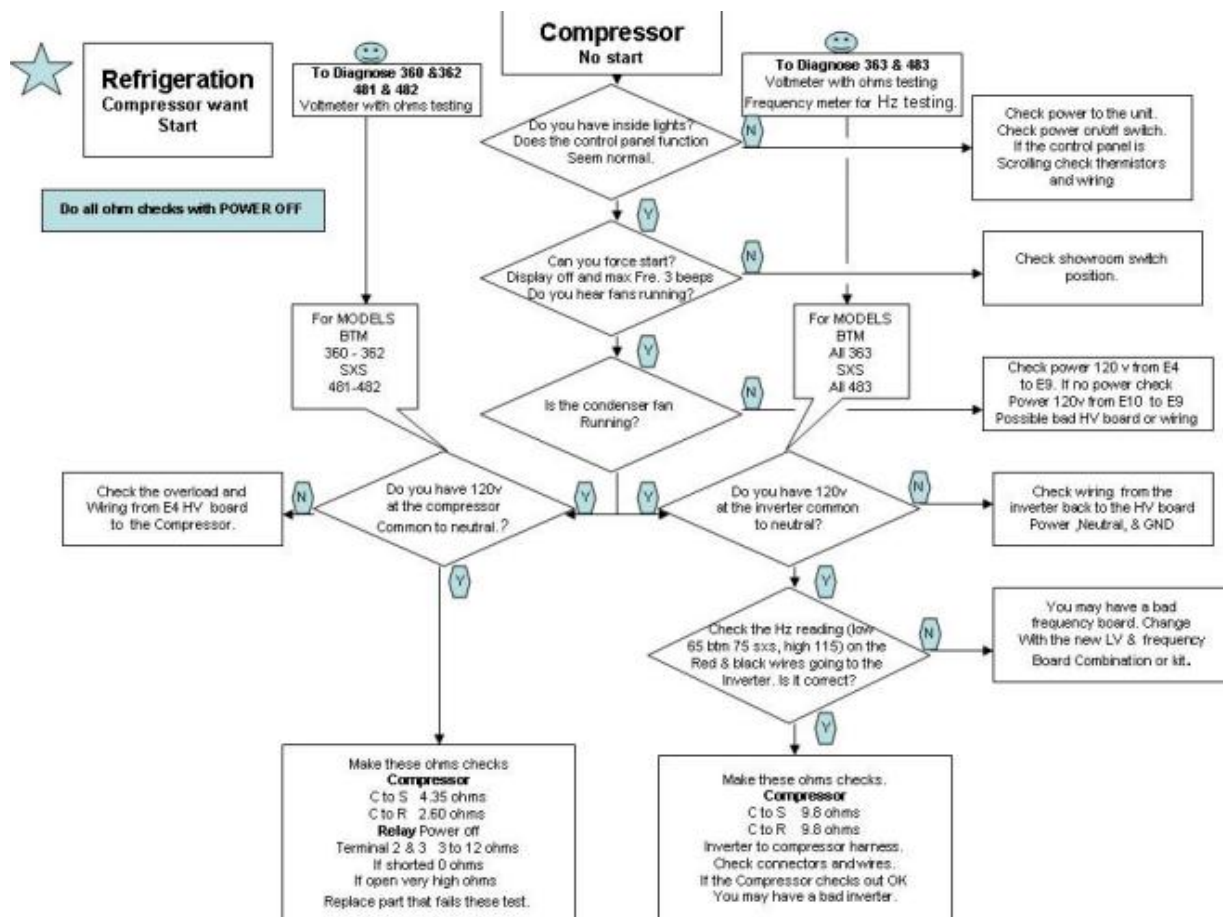 Refrigeration
Compressor want
Start
To Diagnose 360 &362
481 & 482
Voltmeter with ohms testing
Compressor
No start
To Diagnose 363 & 483
Voltmeter with ohms testing
Frequency meter for Hz testing.
Do all ohm checks with POWER OFF
Do you have inside lights?
Does the control panel function
Seem normal.
N
Check power to the unit.
Check power on/off switch.
If the control panel is
Scrolling check thermistors
and wiring
Y
Can you force start?
Display off and max Fre. 3 beeps
Do you hear fans running?
N
Check showroom switch
position.
For MODELS
BTM
360 - 362
SXS
481-482
Y
For MODELS
BTM
All 363
SXS
All 483
Is the condenser fan
Running?
N
Check power 120 v from E4
to E9. If no power check
Power 120v from E10 to E9
Possible bad HV board or wiring
Check the overload and
Wiring from E4 HV board
to the Compressor.
N
Do you have 120v
at the compressor
Common to neutral.?
Y
Y
Do you have 120v
at the inverter common
to neutral?
N
Check wiring from the
inverter back to the HV board
Power ,Neutral, & GND
Y
Y
Check the Hz reading (low
65 btm 75 sxs, high 115) on the
Red & black wires going to the
Inverter. Is it correct?
N
You may have a bad
frequency board. Change
With the new LV & frequency
Board Combination or kit.
Y
Make these ohms checks
Compressor
C to S 4.35 ohms
C to R 2.60 ohms
Relay Power off
Terminal 2 & 3 3 to 12 ohms
If shorted 0 ohms
If open very high ohms
Replace part that fails these test.
Make these ohms checks.
Compressor
C to S 9.8 ohms
C to R 9.8 ohms
Inverter to compressor harness.
Check connectors and wires.
If the Compressor checks out OK
You may have a bad inverter.